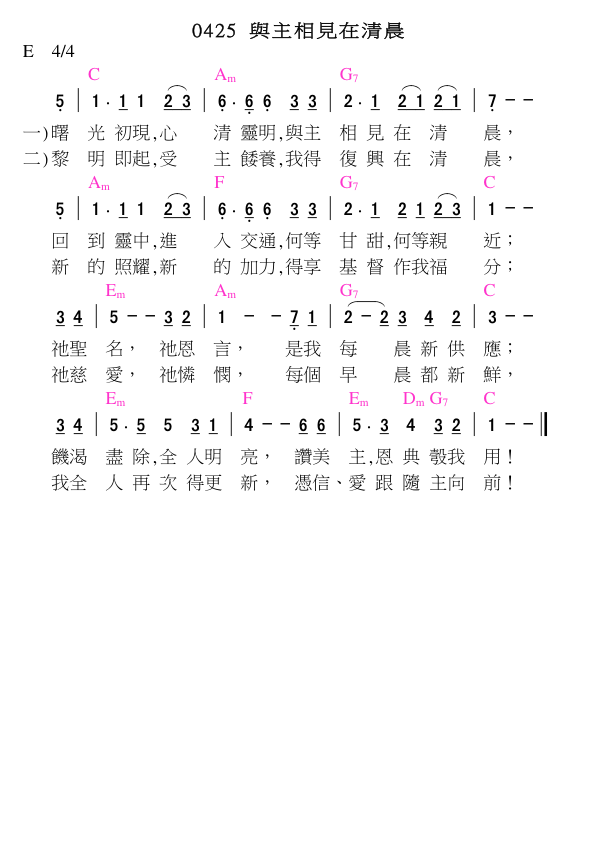 0425 與主相見在清晨
E 4/4
C Am G7
5 | 1 · 1 1 2 3 | 6 · 6 6 3 3 | 2 · 1 2 1 2 1 | 7 – –
一)曙 光 初現,心 清 靈明,與主 相 見 在 清 晨,
二)黎 明 即起,受 主 餧養,我得 復 興 在 清 晨,
Am F G7 C
5 | 1 · 1 1 2 3 | 6 · 6 6 3 3 | 2 · 1 2 1 2 3 | 1 – –
回 到 靈中,進 入 交通,何等 甘 甜,何等親 近;
新 的 照耀,新 的 加力,得享 基 督 作我福 分;
Em Am G7 C
3 4 | 5 – – 3 2 | 1 – – 7 1 | 2 – 2 3 4 2 | 3 – –
祂聖 名, 祂恩 言, 是我 每 晨 新 供 應;
祂慈 愛, 祂憐 憫, 每個 早 晨 都 新 鮮,
Em F Em Dm G7 C
3 4 | 5 · 5 5 3 1 | 4 – – 6 6 | 5 · 3 4 3 2 | 1 – – ||
饑渴 盡 除,全 人明 亮, 讚美 主,恩 典 彀我 用!
我全 人 再 次 得更 新, 憑信、愛 跟 隨 主向 前!